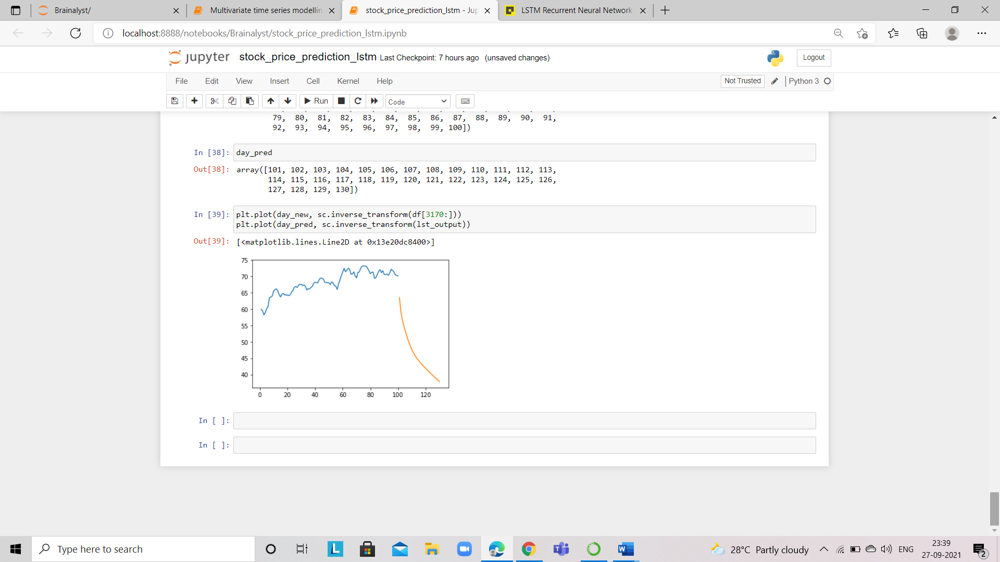 Brainalyst/
Multivariate time series modellin
stock_price_prediction_lstm - Jup
LSTM Recurrent Neural Network
localhost:8888/notebooks/Brainalyst/stock_price_prediction_lstm.ipynb
jupyter stock_price_prediction_lstm Last Checkpoint: 7 hours ago (unsaved changes)
Logout
File Edit View Insert Cell Kernel Help
Not Trusted Python 3
Run Code
79, 80, 81, 82, 83, 84, 85, 86, 87, 88, 89, 90, 91,
92, 93, 94, 95, 96, 97, 98, 99, 100])
In [38]: day_pred
Out[38]: array([101, 102, 103, 104, 105, 106, 107, 108, 109, 110, 111, 112, 113,
114, 115, 116, 117, 118, 119, 120, 121, 122, 123, 124, 125, 126,
127, 128, 129, 130])
In [39]: plt.plot(day_new, sc.inverse_transform(df[3170:]))
plt.plot(day_pred, sc.inverse_transform(lst_output))
Out[39]: [<matplotlib.lines.Line2D at 0x13e20dc8400>]
75
70
65
60
55
50
45
40
0 20 40 60 80 100 120
In [ ]:
In [ ]:
Type here to search
L
W
28°C Partly cloudy
ENG
23:39
27-09-2021
2